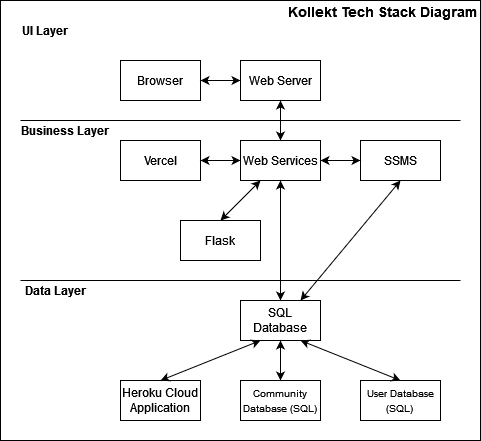 Kollekt Tech Stack Diagram
UI Layer
Browser
Web Server
Business Layer
Vercel
Web Services
SSMS
Flask
Data Layer
SQL
Database
Heroku Cloud
Application
Community
Database (SQL)
User Database
(SQL)